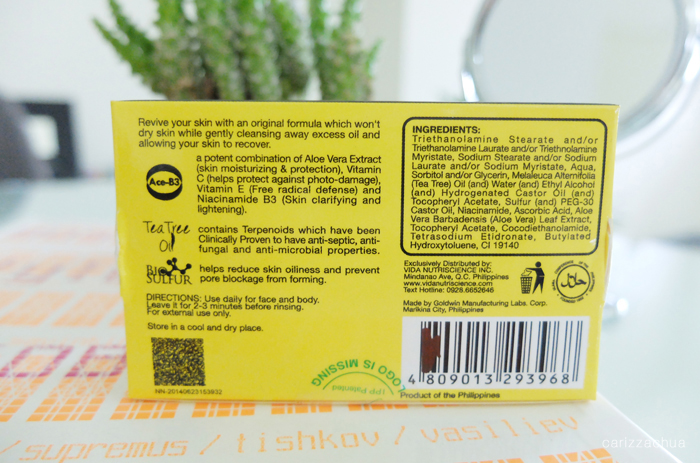 Revive your skin with an original formula which won't
dry skin while gently cleansing away excess oil and
allowing your skin to recover.
Ace-B3
a potent combination of Aloe Vera Extract
(skin moisturizing & protection), Vitamin
C (helps protect against photo-damage),
Vitamin E (Free radical defense) and
Niacinamide B3 (Skin clarifying and
lightening).
Tea Tree
Oil
contains Terpenoids which have been
Clinically Proven to have anti-septic, anti-
fungal and anti-microbial properties.
BIO
SULFUR
helps reduce skin oiliness and prevent
pore blockage from forming.
DIRECTIONS: Use daily for face and body.
Leave it for 2-3 minutes before rinsing.
For external use only.
Store in a cool and dry place.
NN-20140623153932
LOGO IS MISSING
Patented
INGREDIENTS:
Triethanolamine Stearate and/or
Triethanolamine Laurate and/or Triethnolamine
Myristate, Sodium Stearate and/or Sodium
Laurate and/or Sodium Myristate, Aqua,
Sorbitol and/or Glycerin, Melaleuca Alternifolia
(Tea Tree) Oil (and) Water (and) Ethyl Alcohol
(and) Hydrogenated Castor Oil (and)
Tocopheryl Acetate, Sulfur (and) PEG-30
Castor Oil, Niacinamide, Ascorbic Acid, Aloe
Barbadensis (Aloe Vera) Leaf Extract,
Tocopheryl Acetate, Cocodiethanolamide,
Tetrasodium Etidronate, Butylated
Hydroxytoluene, CI 19140
Exclusively Distributed by:
VIDA NUTRISCIENCE INC.
Mindanao Ave, Q.C. Philippines
www.vidanutriscience.com
Text Hotline: 0928.6652646
حلال
Made by Goldwin Manufacturing Labs. Corp.
Marikina City, Philippines
4 809013 293968
Product of the Philippines
/supremus / tishkov / vasiliev
carizzachua